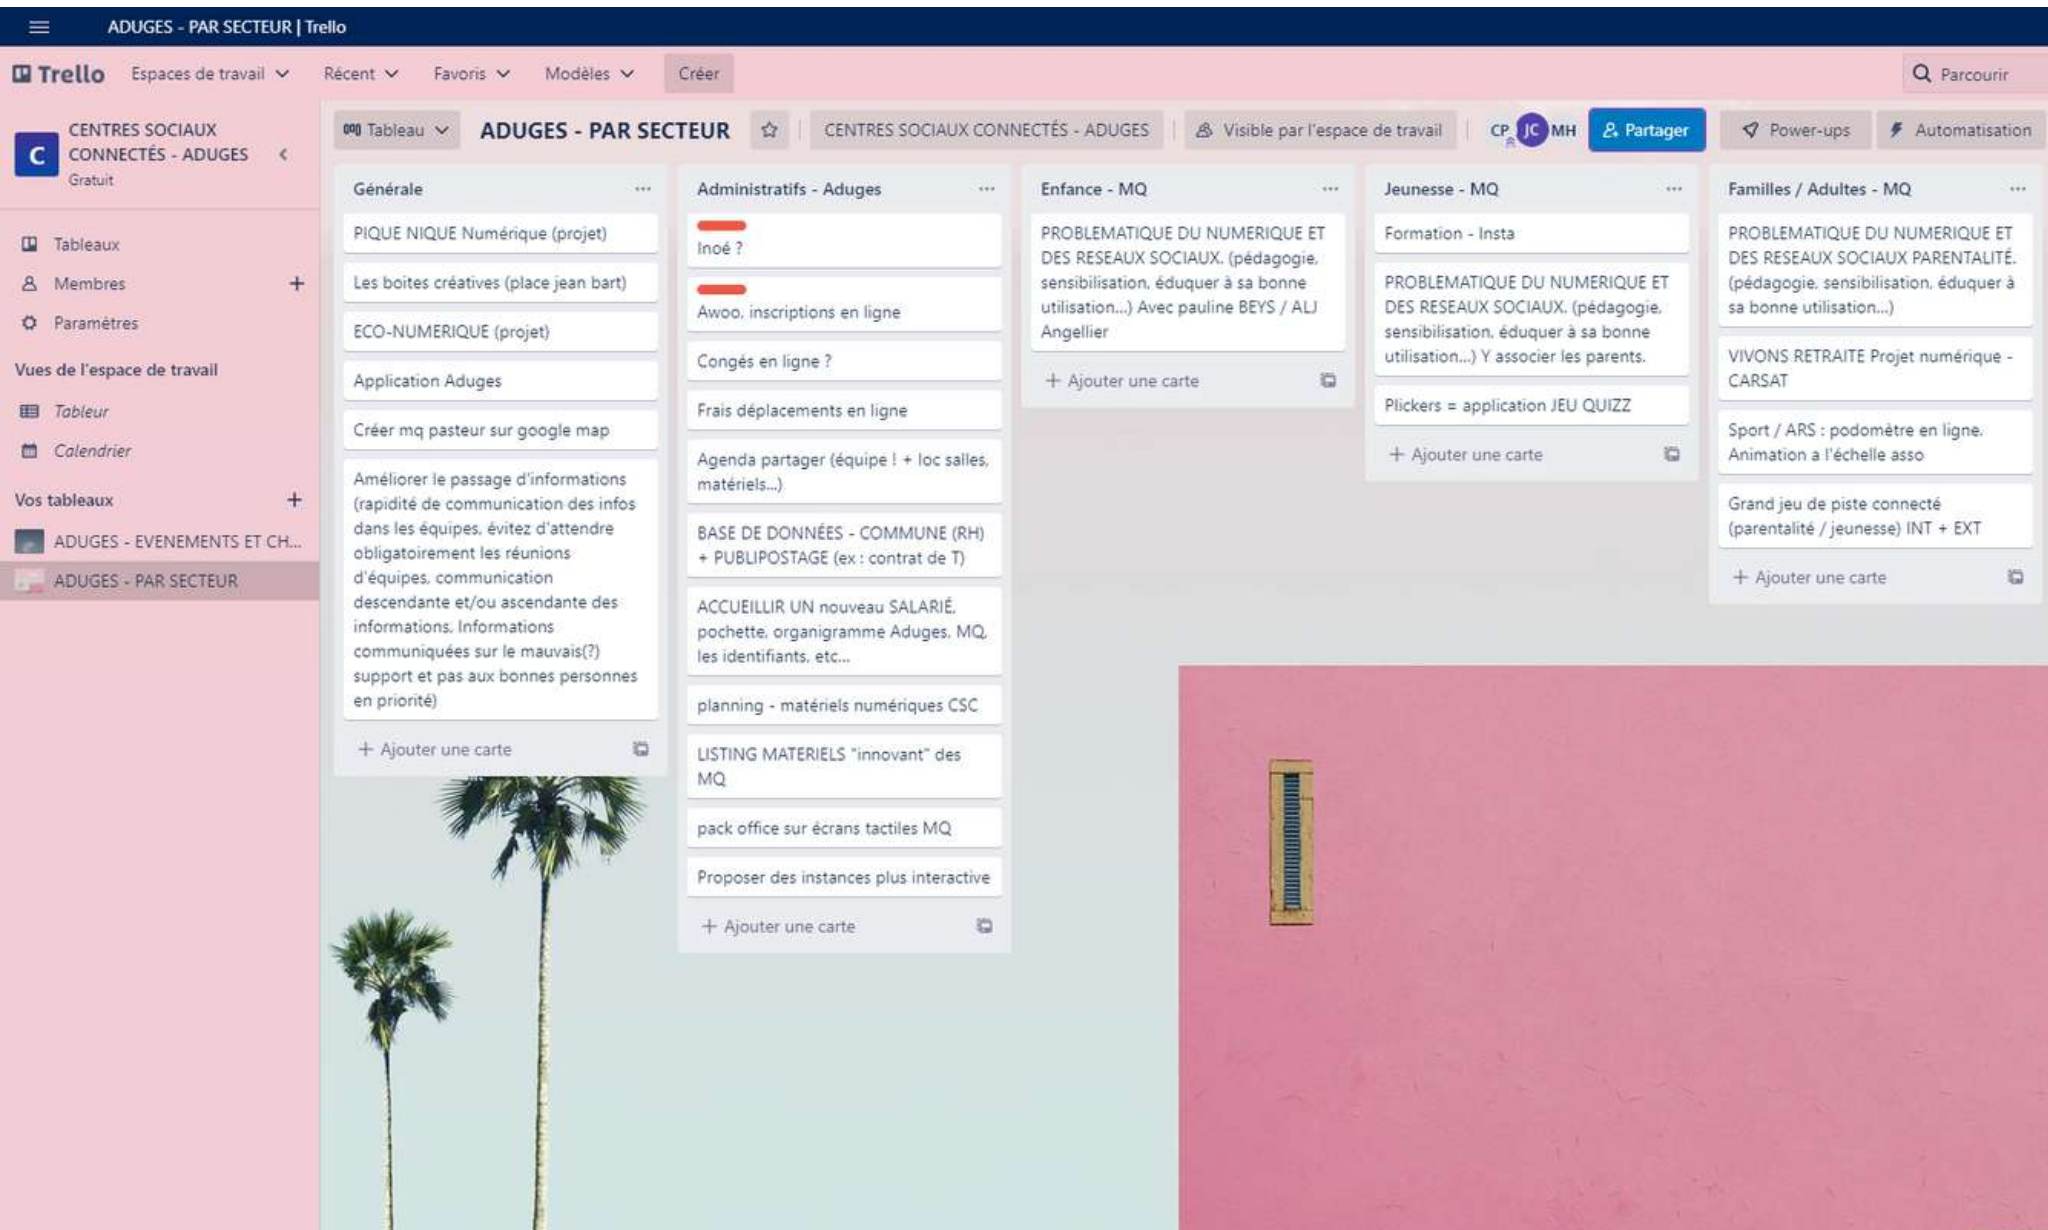 ADUGES - PAR SECTEUR | Trello
Trello
Espaces de travail
Récent
Favoris
Modèles
Créer
Parcourir
C
CENTRES SOCIAUX
CONNECTÉS - ADUGES
Gratuit
Tableaux
Membres
Paramètres
Vues de l'espace de travail
Tableur
Calendrier
Vos tableaux
ADUGES - EVENEMENTS ET CH...
ADUGES - PAR SECTEUR
Tableau
ADUGES - PAR SECTEUR
CENTRES SOCIAUX CONNECTÉS - ADUGES
Visible par l'espace de travail
CP
JC
MH
Partager
Power-ups
Automatisation
Générale
PIQUE NIQUE Numérique (projet)
Les boites créatives (place jean bart)
ECO-NUMERIQUE (projet)
Application Aduges
Créer mq pasteur sur google map
Améliorer le passage d'informations
(rapidité de communication des infos
dans les équipes, évitez d'attendre
obligatoirement les réunions
d'équipes, communication
descendante et/ou ascendante des
informations, Informations
communiquées sur le mauvais(?)
support et pas aux bonnes personnes
en priorité)
+ Ajouter une carte
Administratifs - Aduges
Inoé ?
Awoo, inscriptions en ligne
Congés en ligne ?
Frais déplacements en ligne
Agenda partager (équipe ! + loc salles,
matériels...)
BASE DE DONNÉES - COMMUNE (RH)
+ PUBLIPOSTAGE (ex : contrat de T)
ACCUEILLIR UN nouveau SALARIÉ,
pochette, organigramme Aduges, MQ,
les identifiants, etc...
planning - matériels numériques CSC
LISTING MATERIELS "innovant" des
MQ
pack office sur écrans tactiles MQ
Proposer des instances plus interactive
+ Ajouter une carte
Enfance - MQ
PROBLEMATIQUE DU NUMERIQUE ET
DES RESEAUX SOCIAUX. (pédagogie,
sensibilisation, éduquer à sa bonne
utilisation...) Avec pauline BEYS / ALJ
Angellier
+ Ajouter une carte
Jeunesse - MQ
Formation - Insta
PROBLEMATIQUE DU NUMERIQUE ET
DES RESEAUX SOCIAUX. (pédagogie,
sensibilisation, éduquer à sa bonne
utilisation...) Y associer les parents.
Plickers = application JEU QUIZZ
+ Ajouter une carte
Familles / Adultes - MQ
PROBLEMATIQUE DU NUMERIQUE ET
DES RESEAUX SOCIAUX PARENTALITÉ.
(pédagogie, sensibilisation, éduquer à
sa bonne utilisation...)
VIVONS RETRAITE Projet numérique -
CARSAT
Sport / ARS : podomètre en ligne.
Animation a l'échelle asso
Grand jeu de piste connecté
(parentalité / jeunesse) INT + EXT
+ Ajouter une carte